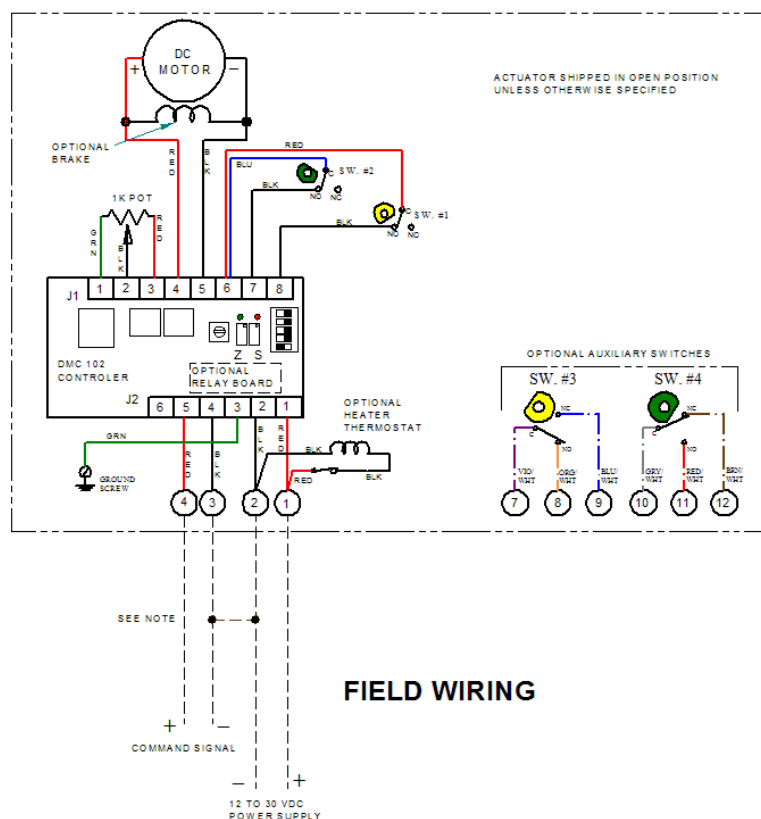 DC
MOTOR
+
−
ACTUATOR SHIPPED IN OPEN POSITION
UNLESS OTHERWISE SPECIFIED
OPTIONAL
BRAKE
RED
BLK
RED
BLU
C
SW. #2
BLK
NO
NC
1K POT
C
SW. #1
BLK
NO
NC
GRN
BLK
RED
J1
1 2 3 4 5 6 7 8
Z S
DMC 102
CONTROLER
OPTIONAL
RELAY BOARD
J2
6 5 4 3 2 1
GRN
RED
BLK
BLK
RED
OPTIONAL
HEATER
THERMOSTAT
BLK
RED
BLK
GROUND
SCREW
4 3 2 1
OPTIONAL AUXILIARY SWITCHES
SW. #3
SW. #4
NC
C
NO
NC
C
NO
VIO/
WHT
ORG/
WHT
BLU/
WHT
GRY/
WHT
RED/
WHT
BRN/
WHT
7 8 9 10 11 12
SEE NOTE
FIELD WIRING
+ −
COMMAND SIGNAL
− +
12 TO 30 VDC
POWER SUPPLY